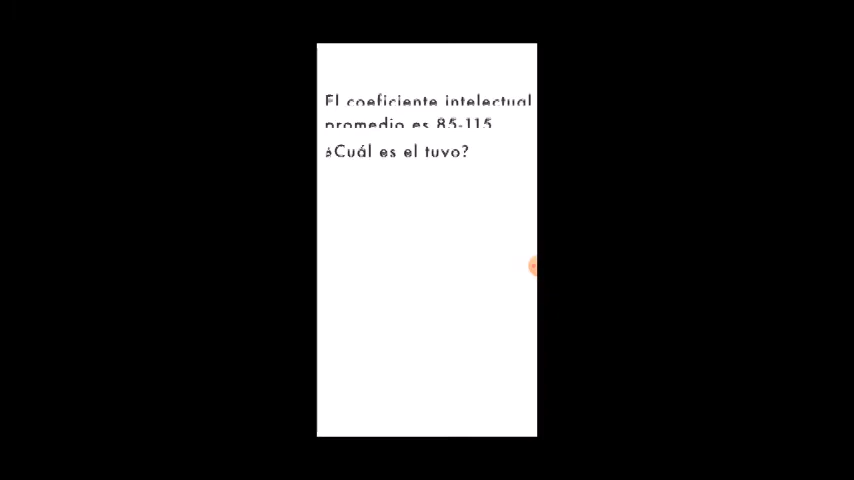 El coeficiente intelectual
promedio es 85-115
¿Cuál es el tuyo?